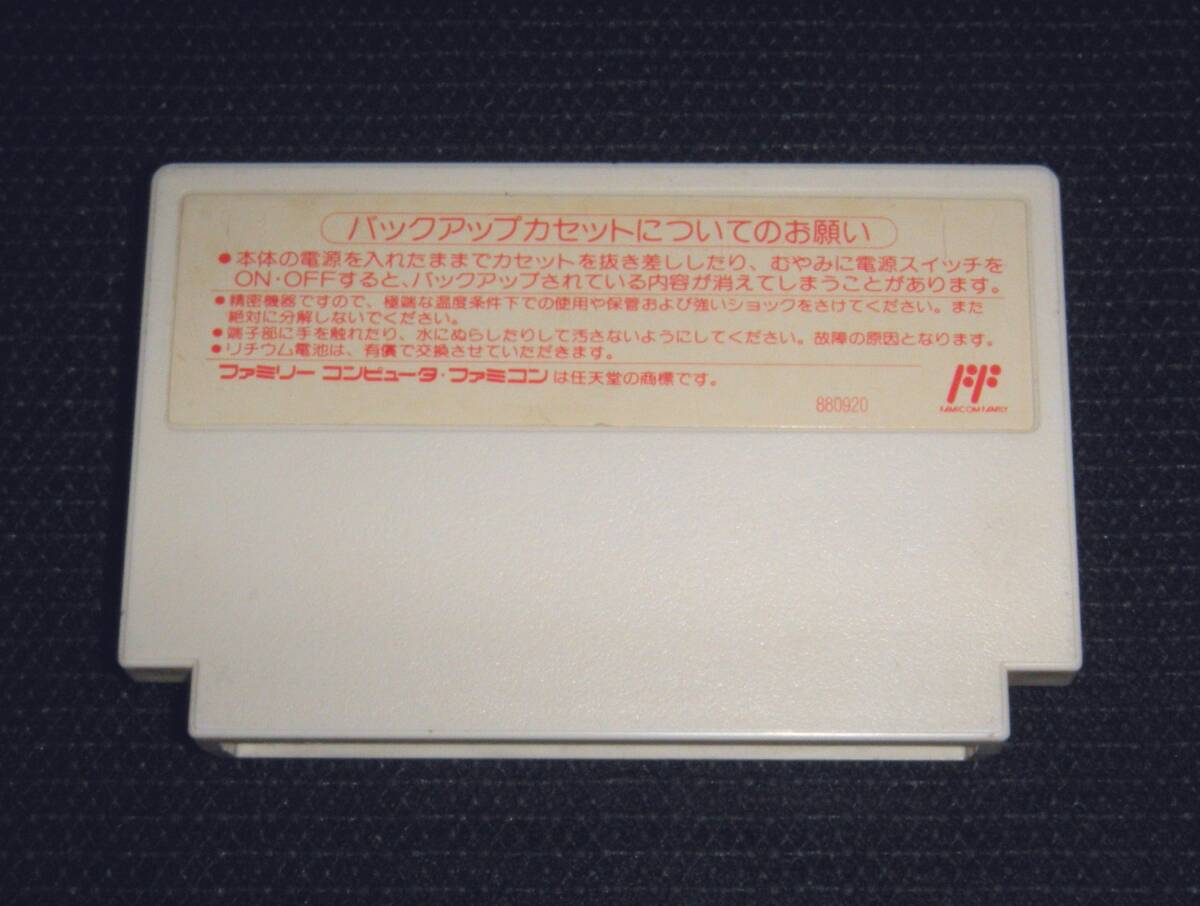 バックアップカセットについてのお願い
●本体の電源を入れたままでカセットを抜き差ししたり、むやみに電源スイッチを
ON・OFFすると、バックアップされている内容が消えてしまうことがあります。
●精密機器ですので、極端な温度条件下での使用や保管および強いショックをさけてください。また
絶対に分解しないでください。
●端子部に手を触れたり、水にぬらしたりして汚さないようにしてください。故障の原因となります。
●リチウム電池は、有償で交換させていただきます。
ファミリー コンピュータ・ファミコンは任天堂の商標です。
FAMICOM FAMILY
880920